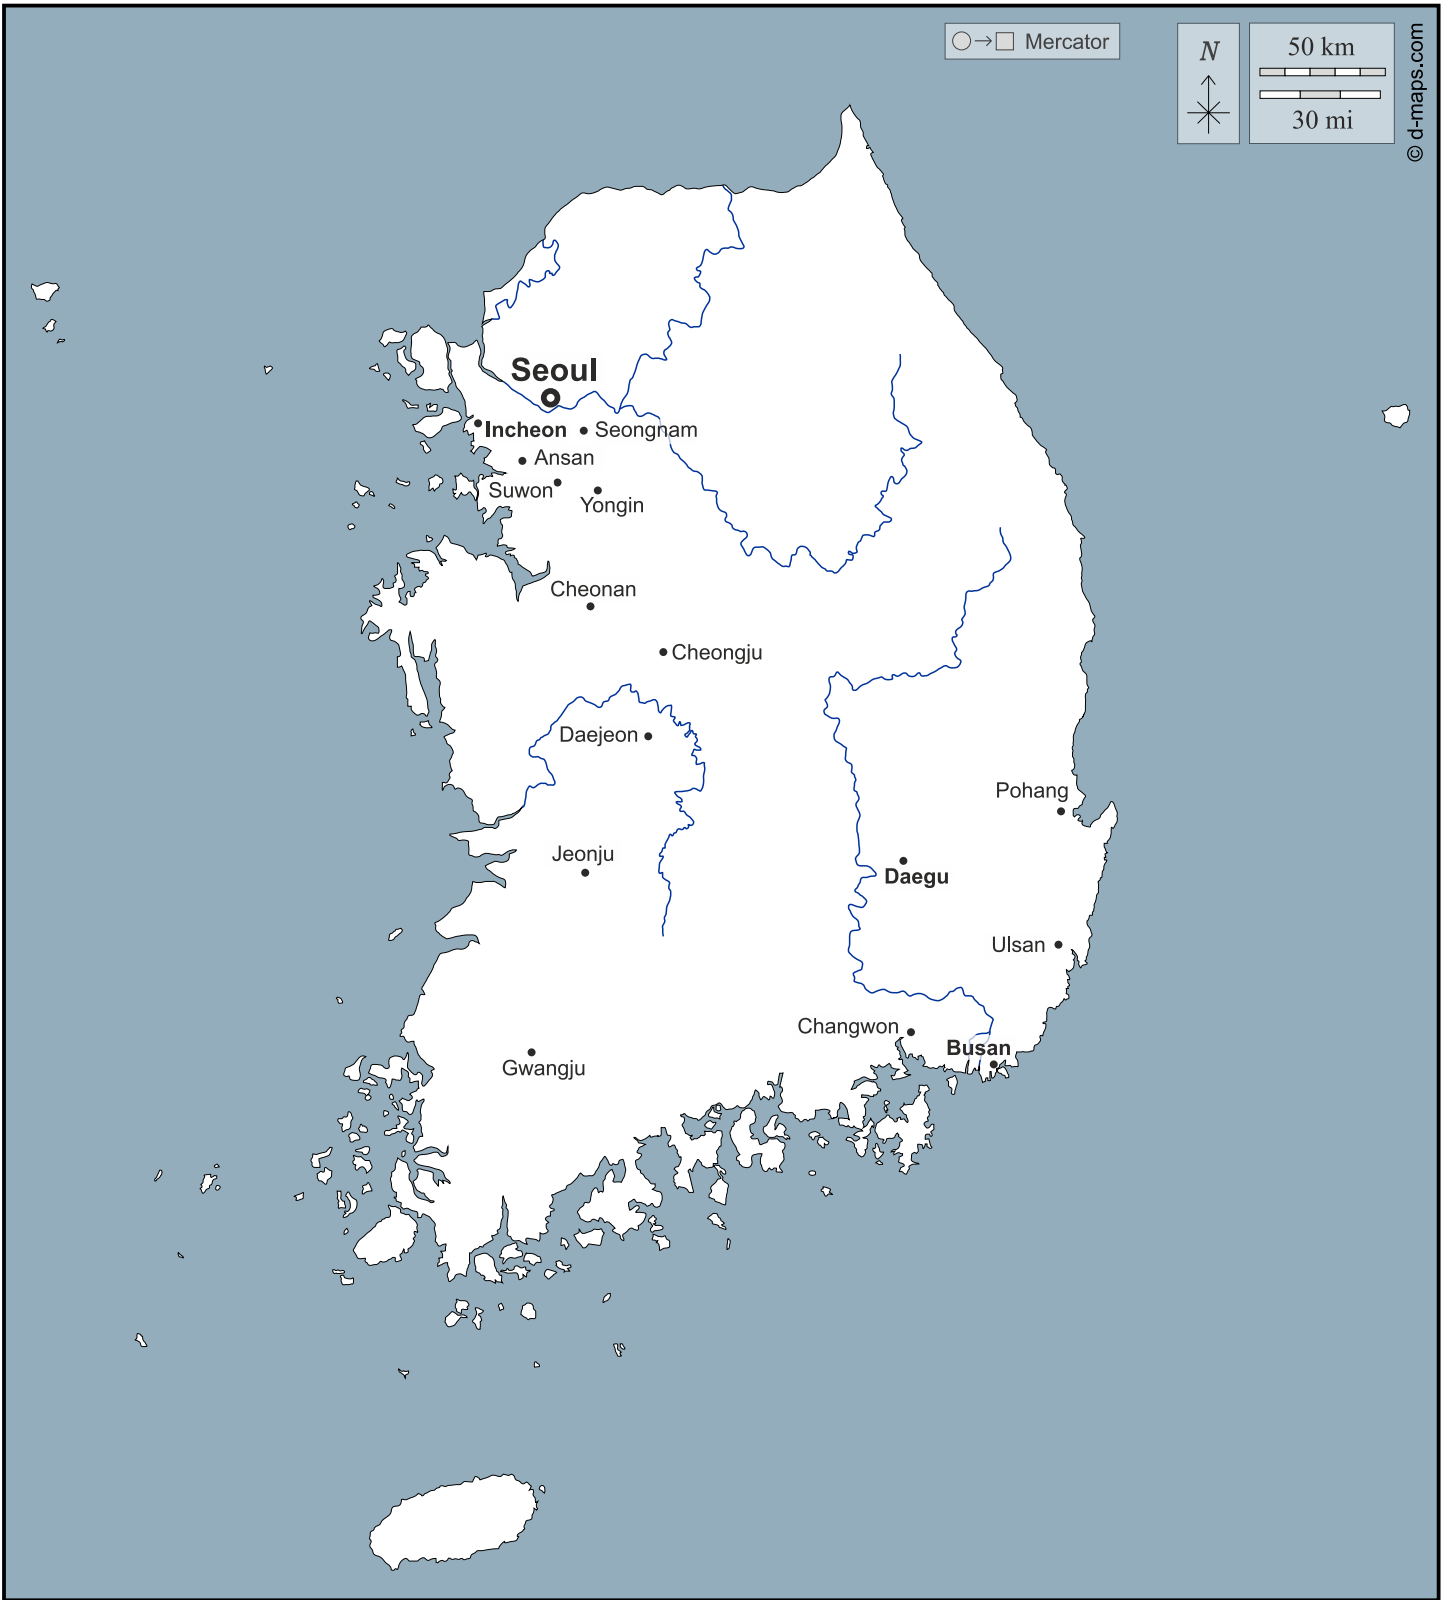 Mercator
N
50 km
30 mi
© d-maps.com
Seoul
Incheon
Seongnam
Ansan
Suwon
Yongin
Cheonan
Cheongju
Daejeon
Pohang
Jeonju
Daegu
Ulsan
Changwon
Busan
Gwangju